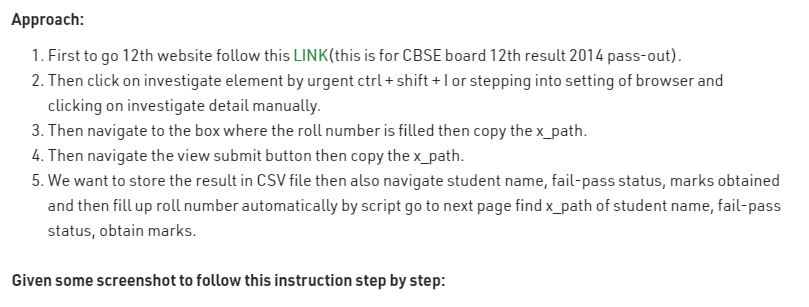 Approach:
1. First to go 12th website follow this LINK(this is for CBSE board 12th result 2014 pass-out).
2. Then click on investigate element by urgent ctrl + shift + I or stepping into setting of browser and
clicking on investigate detail manually.
3. Then navigate to the box where the roll number is filled then copy the x_path.
4. Then navigate the view submit button then copy the x_path.
5. We want to store the result in CSV file then also navigate student name, fail-pass status, marks obtained
and then fill up roll number automatically by script go to next page find x_path of student name, fail-pass
status, obtain marks.
Given some screenshot to follow this instruction step by step: